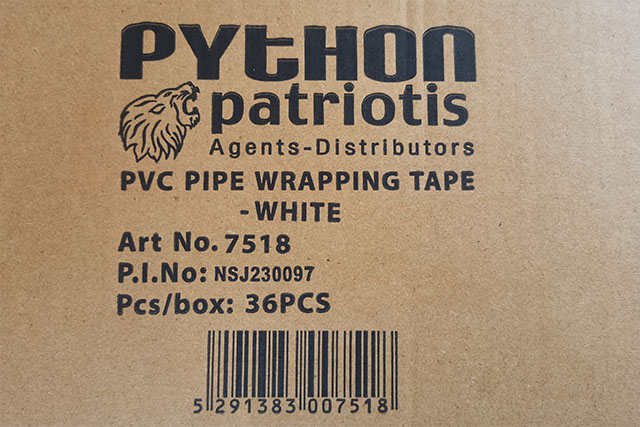 PYTHON
patriotis
Agents-Distributors
PVC PIPE WRAPPING TAPE
-WHITE
Art No. 7518
P.I.No: NSJ230097
Pcs/box: 36PCS
5 291383 007518